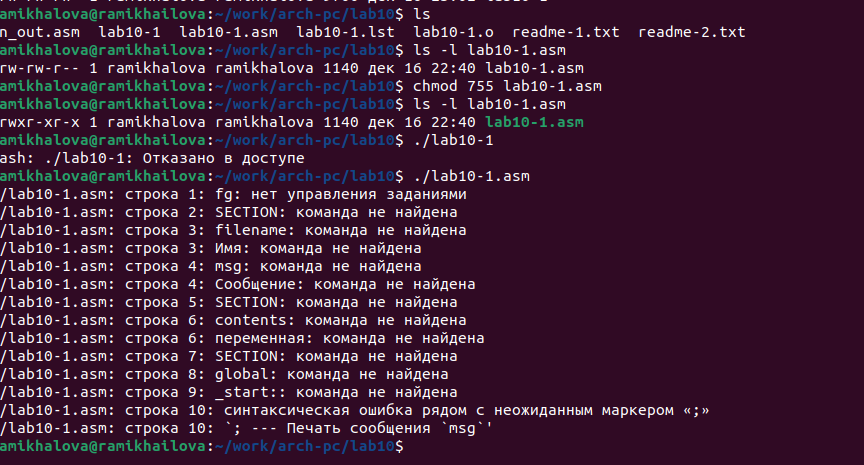 amikhalova@ramikhailova:~/work/arch-pc/lab10$ ls
n_out.asm  lab10-1  lab10-1.asm  lab10-1.lst  lab10-1.o  readme-1.txt  readme-2.txt
amikhalova@ramikhailova:~/work/arch-pc/lab10$ ls -l lab10-1.asm
rw-rw-r-- 1 ramikhalova ramikhalova 1140 дек 16 22:40 lab10-1.asm
amikhalova@ramikhailova:~/work/arch-pc/lab10$ chmod 755 lab10-1.asm
amikhalova@ramikhailova:~/work/arch-pc/lab10$ ls -l lab10-1.asm
rwxr-xr-x 1 ramikhalova ramikhalova 1140 дек 16 22:40 lab10-1.asm
amikhalova@ramikhailova:~/work/arch-pc/lab10$ ./lab10-1
ash: ./lab10-1: Отказано в доступе
amikhalova@ramikhailova:~/work/arch-pc/lab10$ ./lab10-1.asm
/lab10-1.asm: строка 1: fg: нет управления заданиями
/lab10-1.asm: строка 2: SECTION: команда не найдена
/lab10-1.asm: строка 3: filename: команда не найдена
/lab10-1.asm: строка 3: Имя: команда не найдена
/lab10-1.asm: строка 4: msg: команда не найдена
/lab10-1.asm: строка 4: Сообщение: команда не найдена
/lab10-1.asm: строка 5: SECTION: команда не найдена
/lab10-1.asm: строка 6: contents: команда не найдена
/lab10-1.asm: строка 6: переменная: команда не найдена
/lab10-1.asm: строка 7: SECTION: команда не найдена
/lab10-1.asm: строка 8: global: команда не найдена
/lab10-1.asm: строка 9: _start:: команда не найдена
/lab10-1.asm: строка 10: синтаксическая ошибка рядом с неожиданным маркером «;»
/lab10-1.asm: строка 10: `; --- Печать сообщения `msg`'
amikhalova@ramikhailova:~/work/arch-pc/lab10$